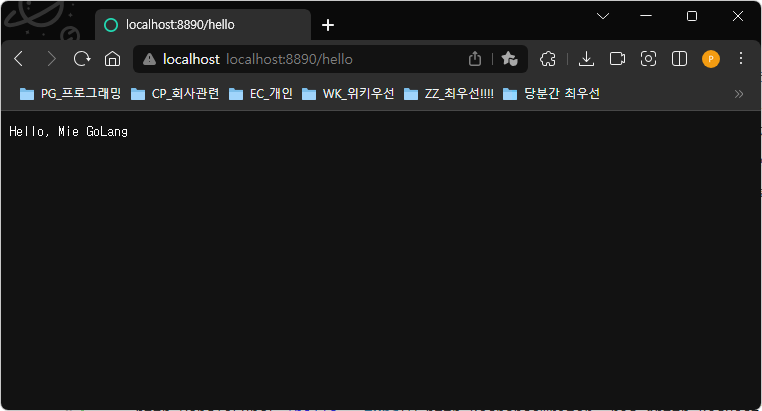 localhost:8890/hello
localhost localhost:8890/hello
P
PG_프로그래밍 CP_회사관련 EC_개인 WK_위키우선 ZZ_최우선!!!! 당분간 최우선
Hello, Mie GoLang